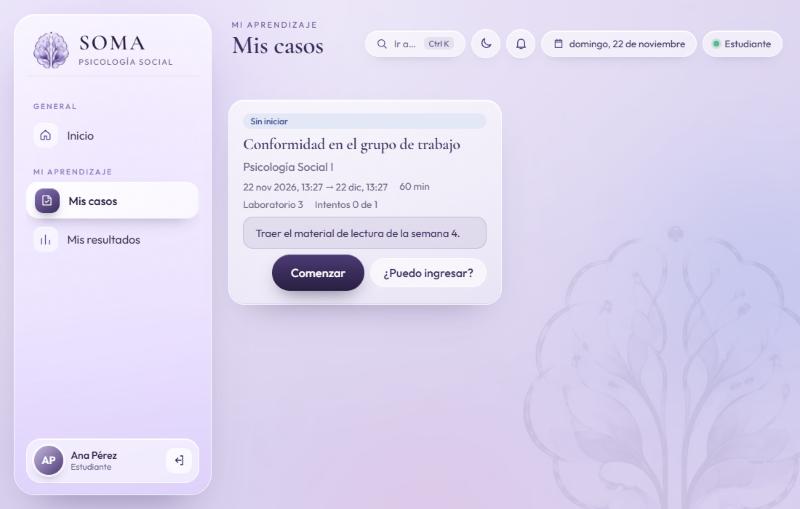 SOMA
PSICOLOGÍA SOCIAL
GENERAL
Inicio
MI APRENDIZAJE
Mis casos
Mis resultados
AP
Ana Pérez
Estudiante
MI APRENDIZAJE
Mis casos
Ir a...
Ctrl K
domingo, 22 de noviembre
Estudiante
Sin iniciar
Conformidad en el grupo de trabajo
Psicología Social I
22 nov 2026, 13:27 → 22 dic, 13:27 60 min
Laboratorio 3 Intentos 0 de 1
Traer el material de lectura de la semana 4.
Comenzar
¿Puedo ingresar?